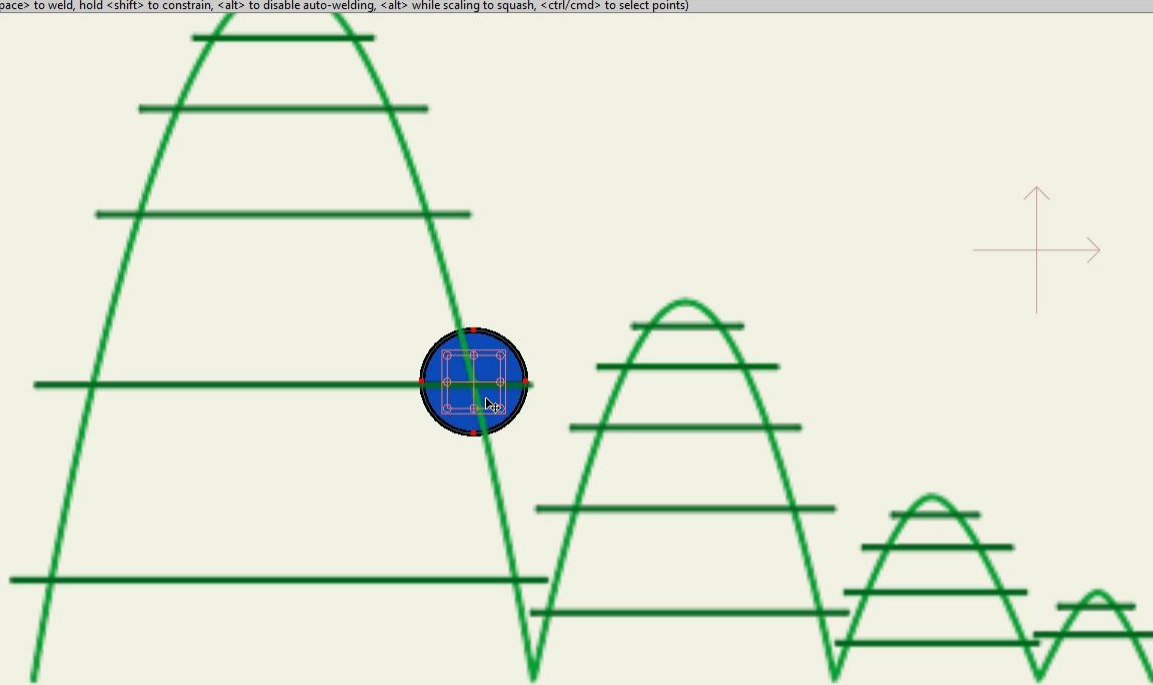 to weld, hold <shift> to constrain, <alt> to disable auto-welding, <alt> while scaling to squash, <ctrl/cmd> to select points)